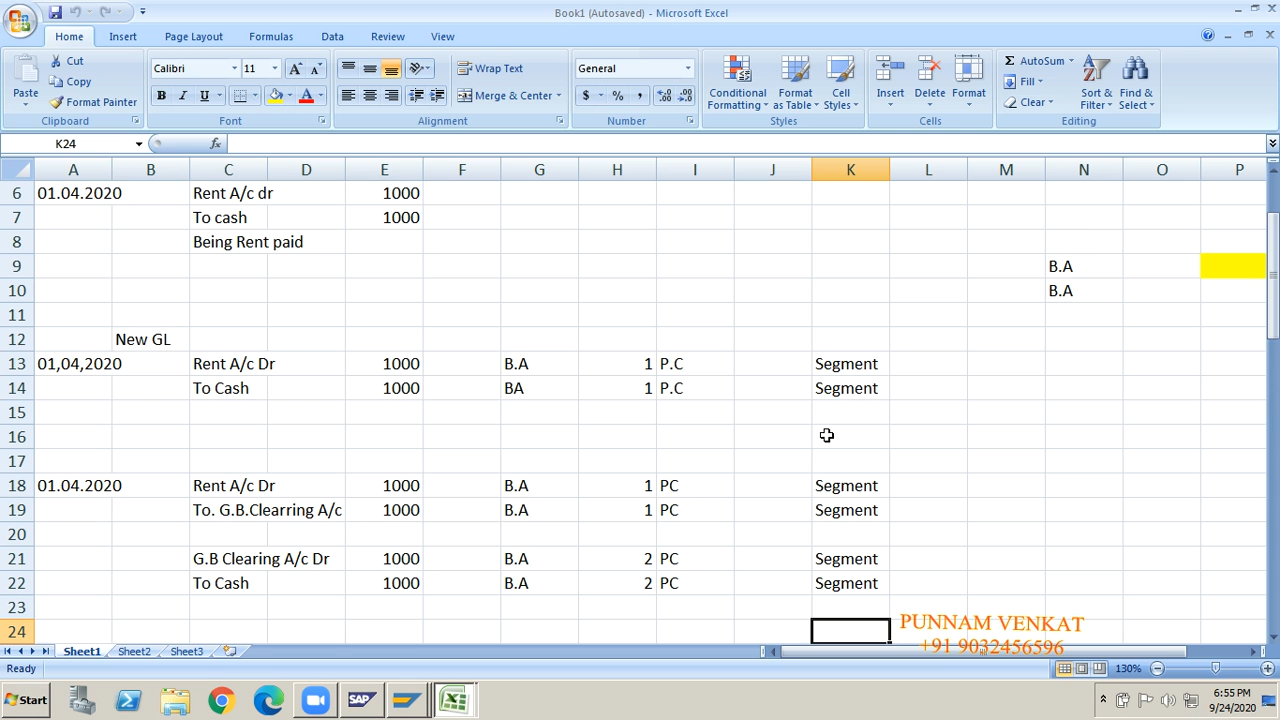 Book1 (Autosaved) - Microsoft Excel
Home Insert Page Layout Formulas Data Review View
Cut
Copy
Format Painter
Paste
Clipboard
Calibri 11
B I U
Font
Wrap Text
Merge & Center
Alignment
General
$ % ,
Number
Conditional Formatting
Format as Table
Cell Styles
Styles
Insert Delete Format
Cells
AutoSum
Fill
Clear
Sort & Filter
Find & Select
Editing
K24 fx
A B C D E F G H I J K L M N O P
6 01.04.2020 Rent A/c dr 1000
7 To cash 1000
8 Being Rent paid
9 B.A
10 B.A
11
12 New GL
13 01,04,2020 Rent A/c Dr 1000 B.A 1 P.C Segment
14 To Cash 1000 BA 1 P.C Segment
15
16
17
18 01.04.2020 Rent A/c Dr 1000 B.A 1 PC Segment
19 To. G.B.Clearring A/c 1000 B.A 1 PC Segment
20
21 G.B Clearing A/c Dr 1000 B.A 2 PC Segment
22 To Cash 1000 B.A 2 PC Segment
23
24
PUNNAM VENKAT
+91 9032456596
Sheet1 Sheet2 Sheet3
Ready 130%
Start SAP 6:55 PM
9/24/2020